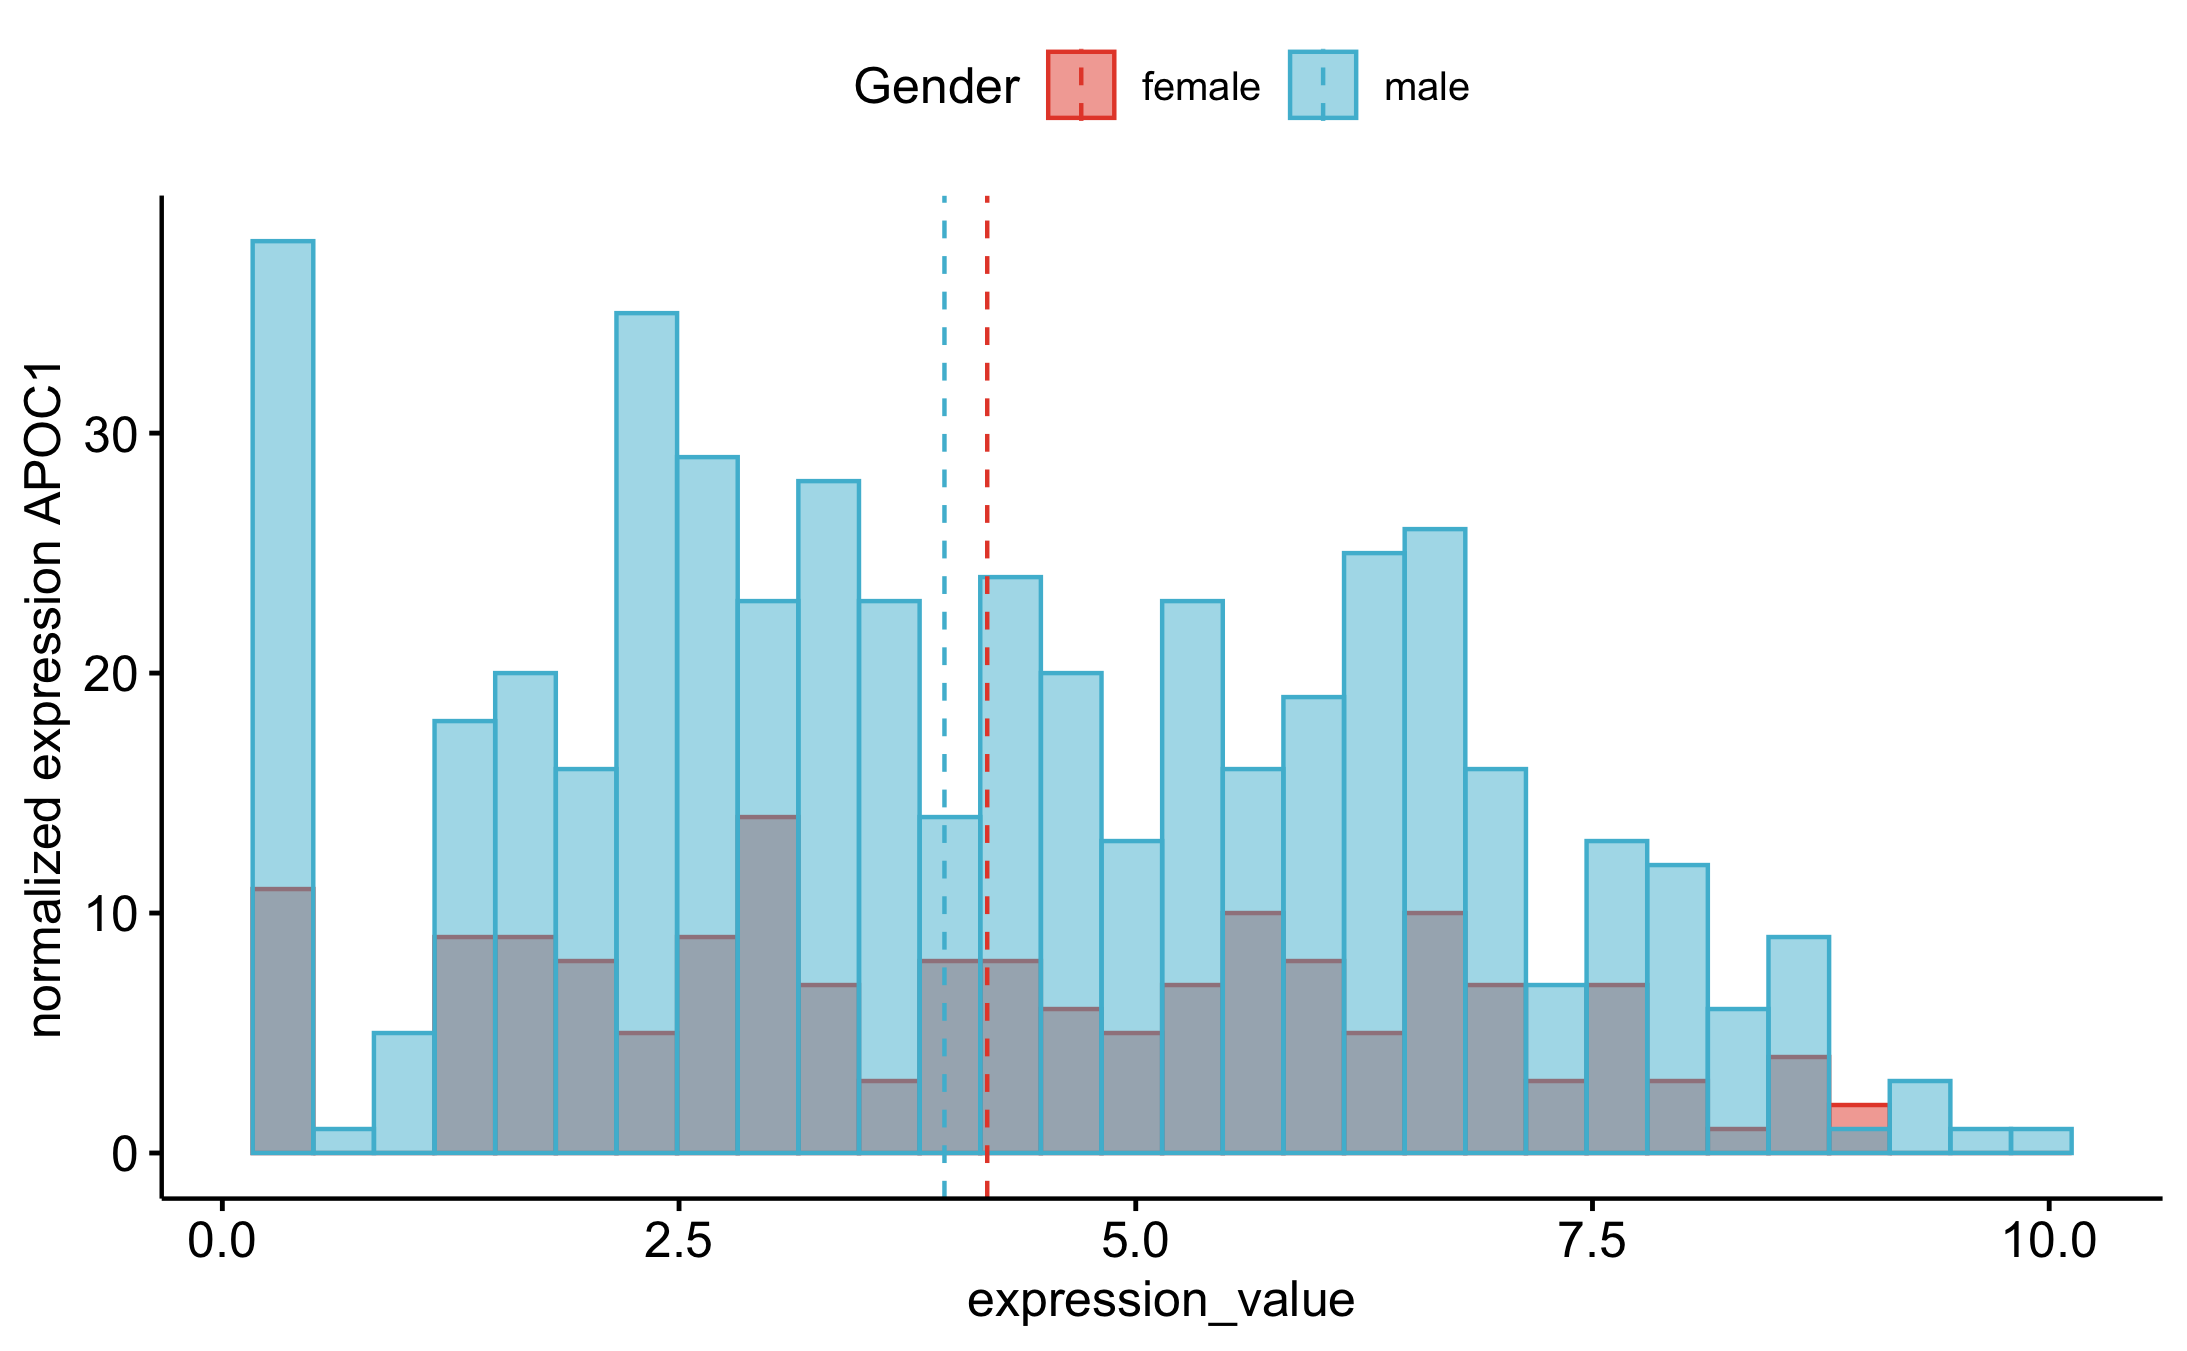 Gender female male
normalized expression APOC1
30
20
10
0
0.0 2.5 5.0 7.5 10.0
expression_value